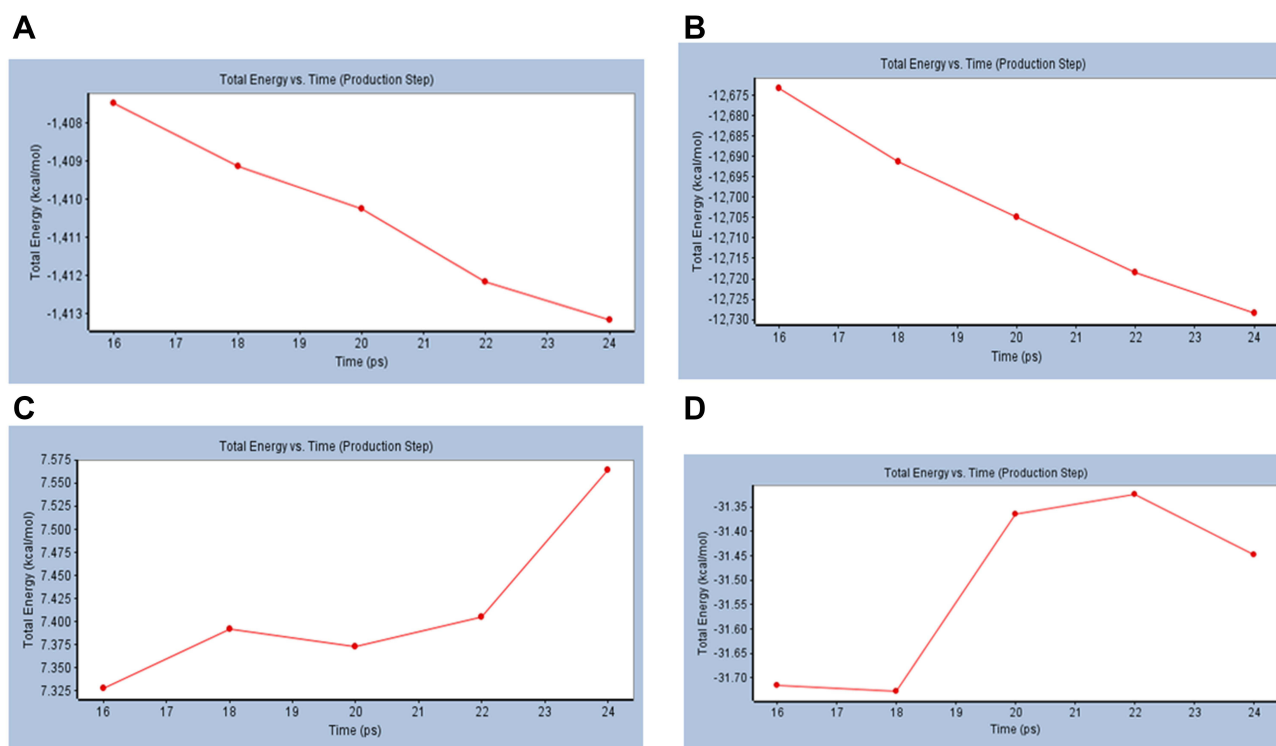 A
Total Energy vs. Time (Production Step)
Total Energy (kcal/mol)
-1,408
-1,409
-1,410
-1,411
-1,412
-1,413
16 17 18 19 20 21 22 23 24
Time (ps)
B
Total Energy vs. Time (Production Step)
Total Energy (kcal/mol)
-12,675
-12,680
-12,685
-12,690
-12,695
-12,700
-12,705
-12,710
-12,715
-12,720
-12,725
-12,730
16 17 18 19 20 21 22 23 24
Time (ps)
C
Total Energy vs. Time (Production Step)
Total Energy (kcal/mol)
7.575
7.550
7.525
7.500
7.475
7.450
7.425
7.400
7.375
7.350
7.325
16 17 18 19 20 21 22 23 24
Time (ps)
D
Total Energy vs. Time (Production Step)
Total Energy (kcal/mol)
-31.35
-31.40
-31.45
-31.50
-31.55
-31.60
-31.65
-31.70
16 17 18 19 20 21 22 23 24
Time (ps)